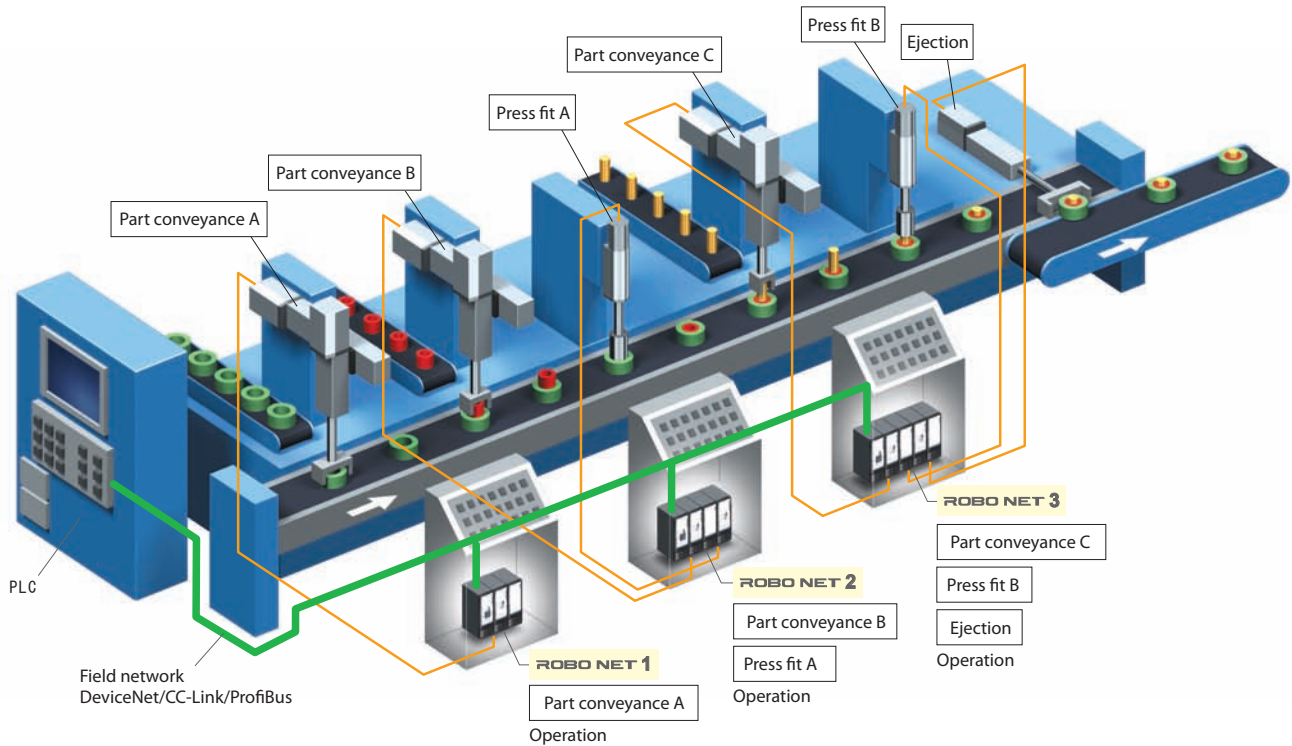 Press fit B
Ejection
Part conveyance C
Press fit A
Part conveyance B
Part conveyance A
PLC
Field network
DeviceNet/CC-Link/ProfiBus
ROBO NET 1
Part conveyance A
Operation
ROBO NET 2
Part conveyance B
Press fit A
Operation
ROBO NET 3
Part conveyance C
Press fit B
Ejection
Operation